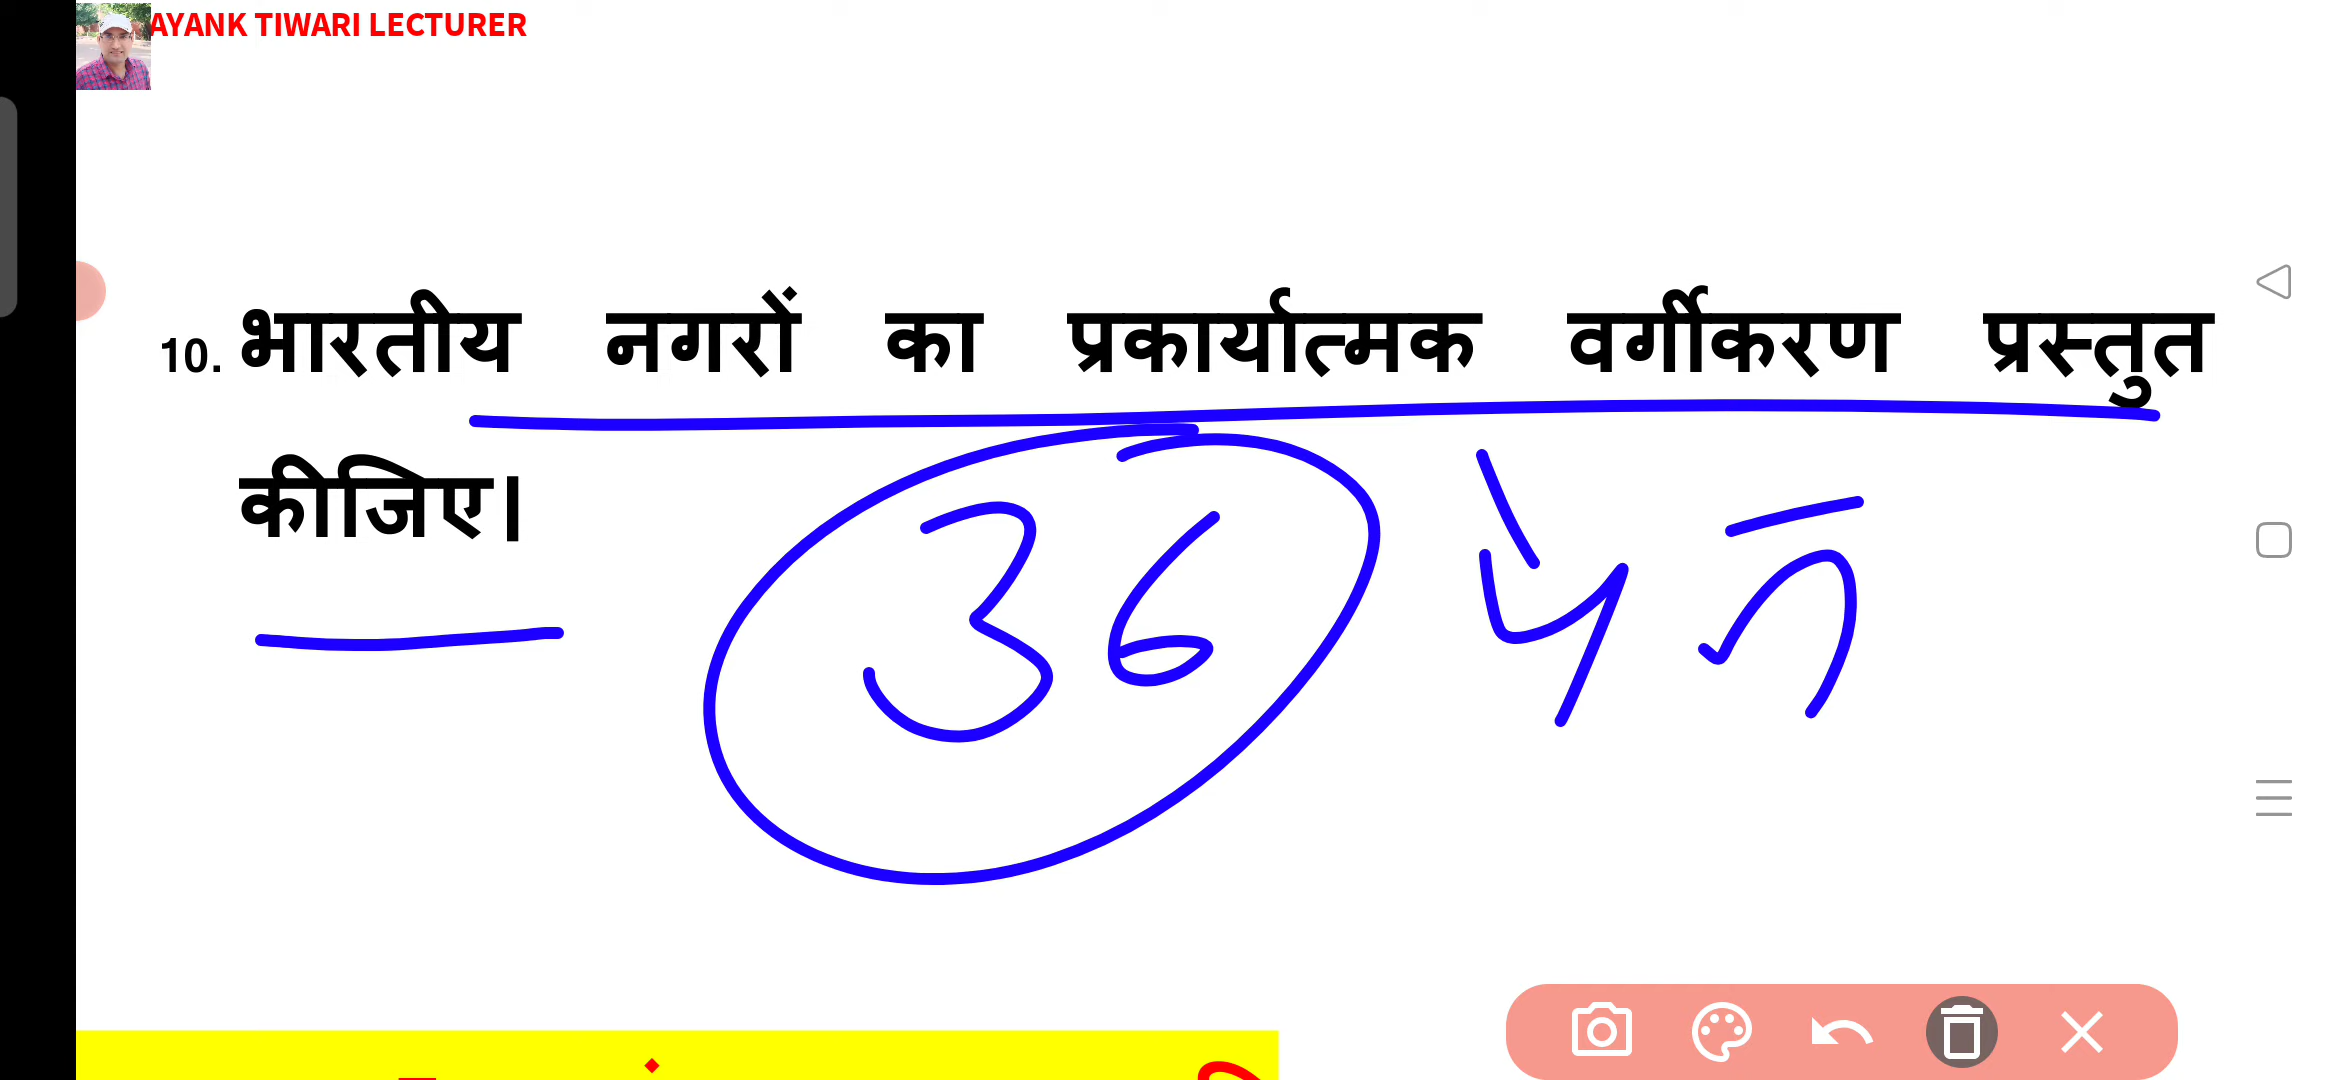 AYANK TIWARI LECTURER
10. भारतीय नगरों का प्रकार्यात्मक वर्गीकरण प्रस्तुत
कीजिए।
36